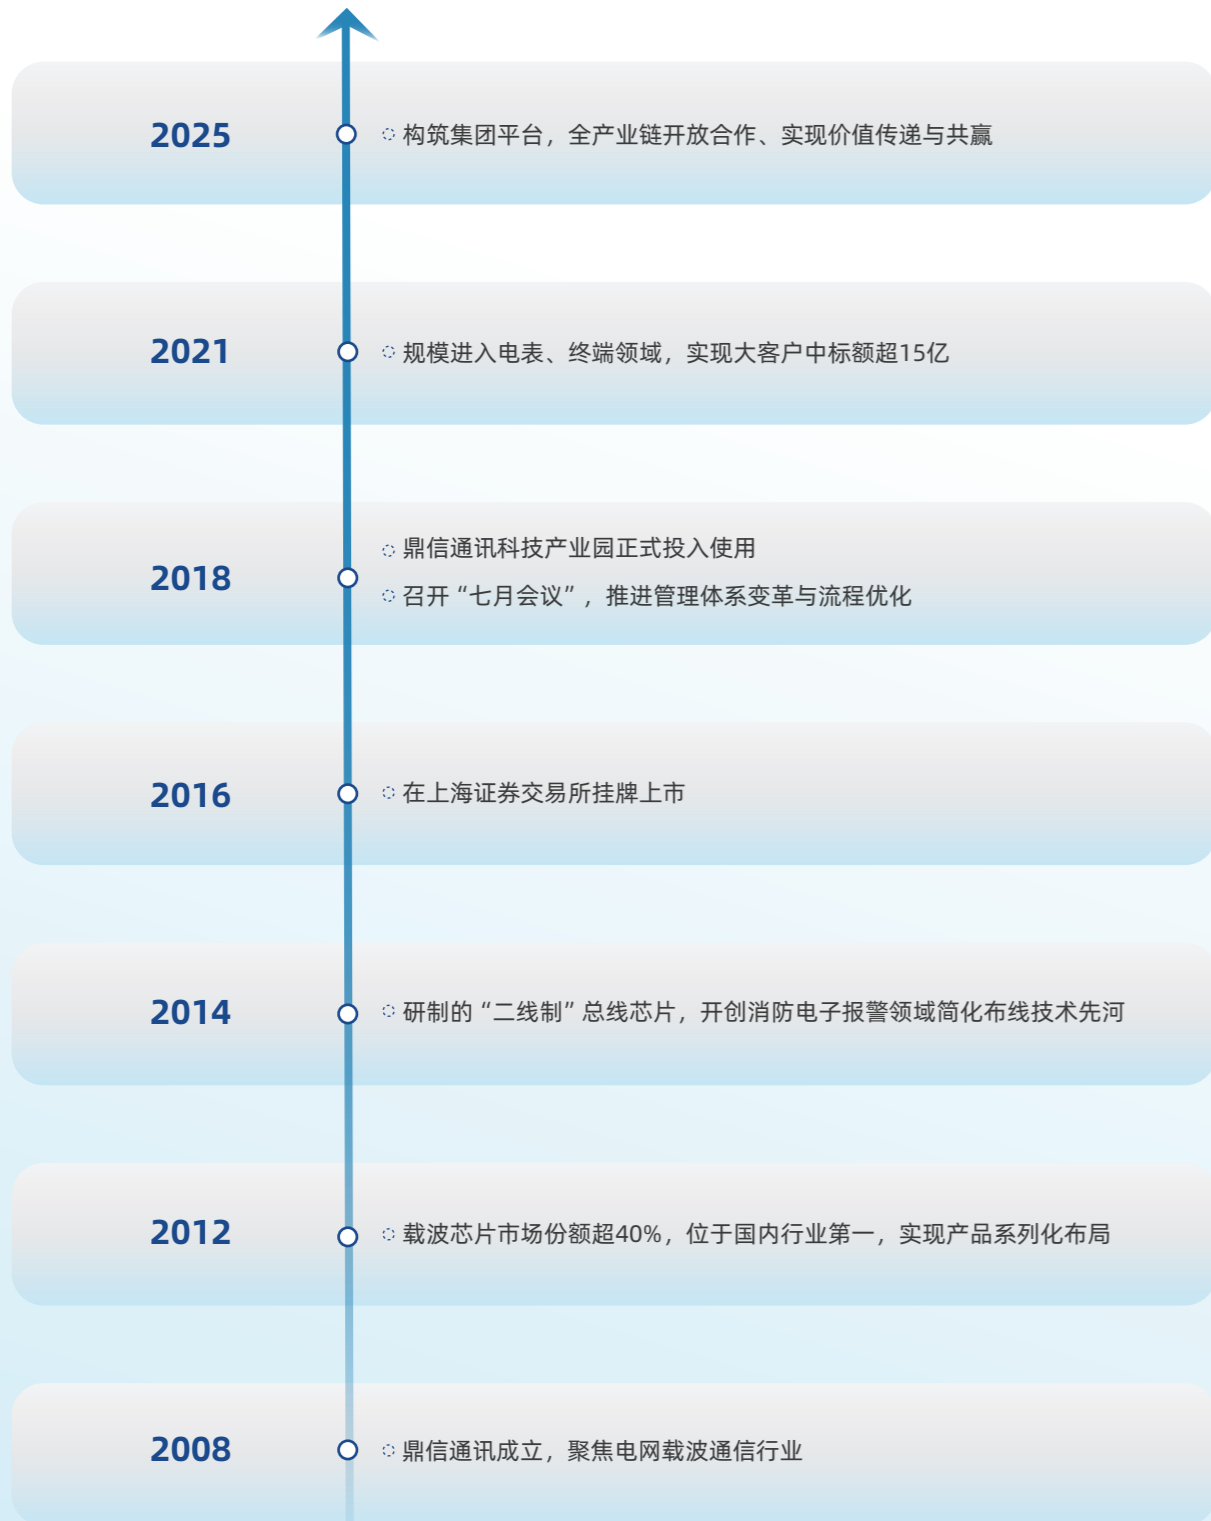 2025
构筑集团平台，全产业链开放合作、实现价值传递与共赢
2021
规模进入电表、终端领域，实现大客户中标额超15亿
2018
鼎信通讯科技产业园正式投入使用
召开“七月会议”，推进管理体系变革与流程优化
2016
在上海证券交易所挂牌上市
2014
研制的“二线制”总线芯片，开创消防电子报警领域简化布线技术先河
2012
载波芯片市场份额超40%，位于国内行业第一，实现产品系列化布局
2008
鼎信通讯成立，聚焦电网载波通信行业